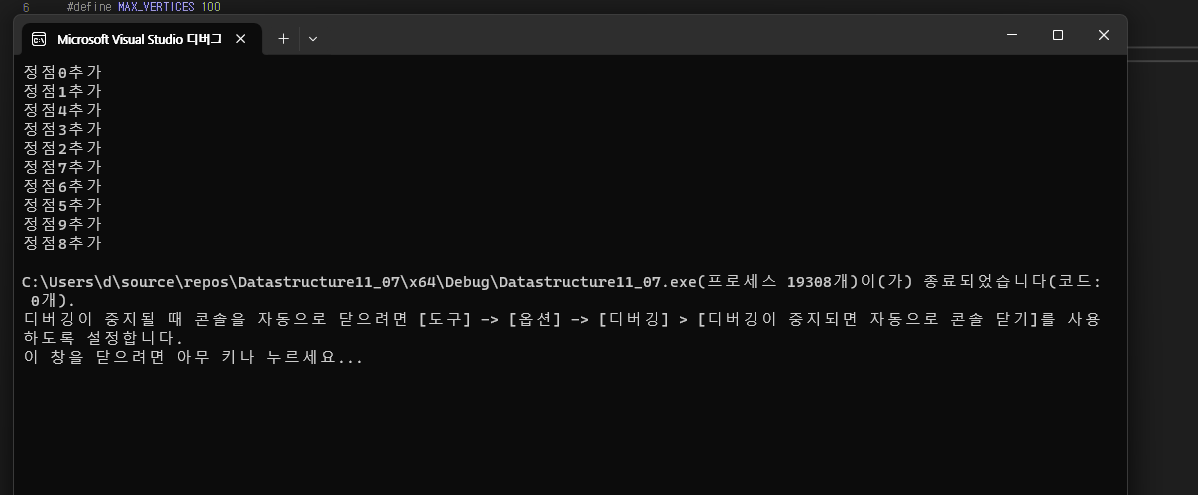 6 #define MAX_VERTICES 100
Microsoft Visual Studio 디버그
정점0추가
정점1추가
정점4추가
정점3추가
정점2추가
정점7추가
정점6추가
정점5추가
정점9추가
정점8추가
C:\Users\d\source\repos\Datastructure11_07\x64\Debug\Datastructure11_07.exe(프로세스 19308개)이(가) 종료되었습니다(코드:
0개).
디버깅이 중지될 때 콘솔을 자동으로 닫으려면 [도구] -> [옵션] -> [디버깅] > [디버깅이 중지되면 자동으로 콘솔 닫기]를 사용
하도록 설정합니다.
이 창을 닫으려면 아무 키나 누르세요...